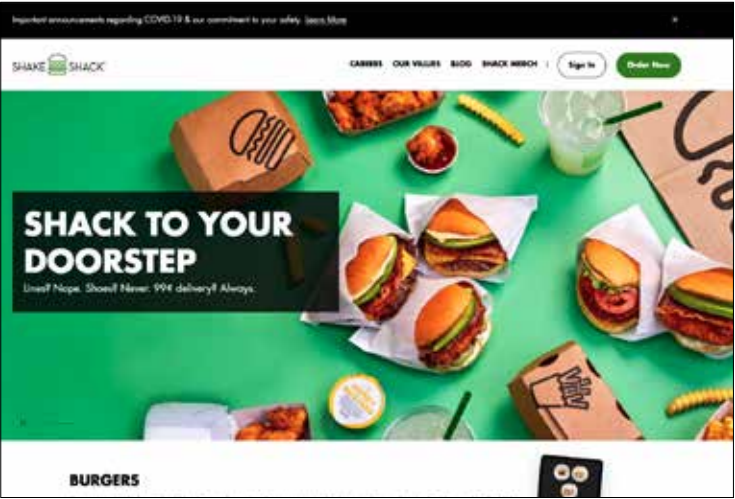 Important announcements regarding COVID-19 & our commitment to your safety. Learn More
SHAKE SHACK
CAREERS OUR VALUES BLOG SHACK MERCH | Sign In Order Now
SHACK TO YOUR
DOORSTEP
Lines? Nope. Shoes? Never. 99¢ delivery? Always.
BURGERS